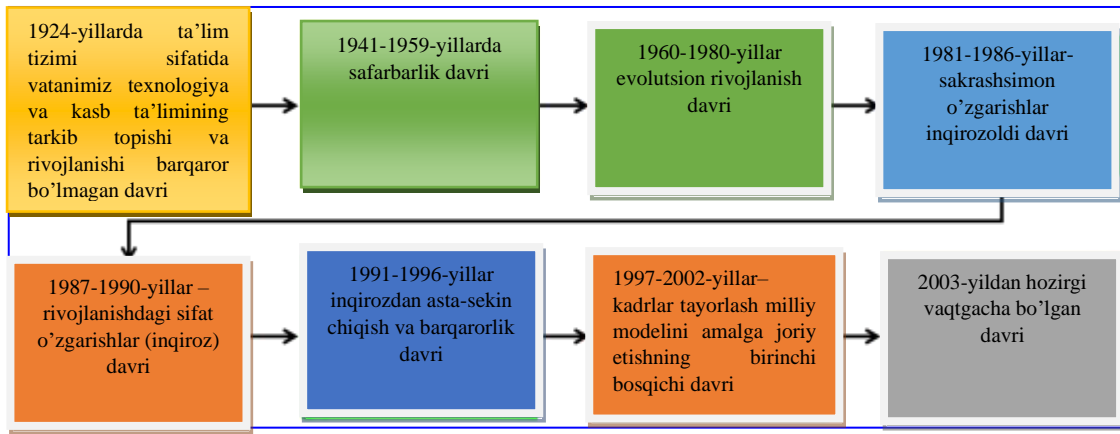 1924-yillarda ta’lim
tizimi sifatida
vatanimiz texnologiya
va kasb ta’limining
tarkib topishi va
rivojlanishi barqaror
bo’lmagan davri
1941-1959-yillarda
safarbarlik davri
1960-1980-yillar
evolutsion rivojlanish
davri
1981-1986-yillar-
sakrashsimon
o’zgarishlar
inqirozoldi davri
1987-1990-yillar –
rivojlanishdagi sifat
o’zgarishlar (inqiroz)
davri
1991-1996-yillar
inqirozdan asta-sekin
chiqish va barqarorlik
davri
1997-2002-yillar–
kadrlar tayorlash milliy
modelini amalga joriy
etishning birinchi
bosqichi davri
2003-yildan hozirgi
vaqtgacha bo’lgan
davri